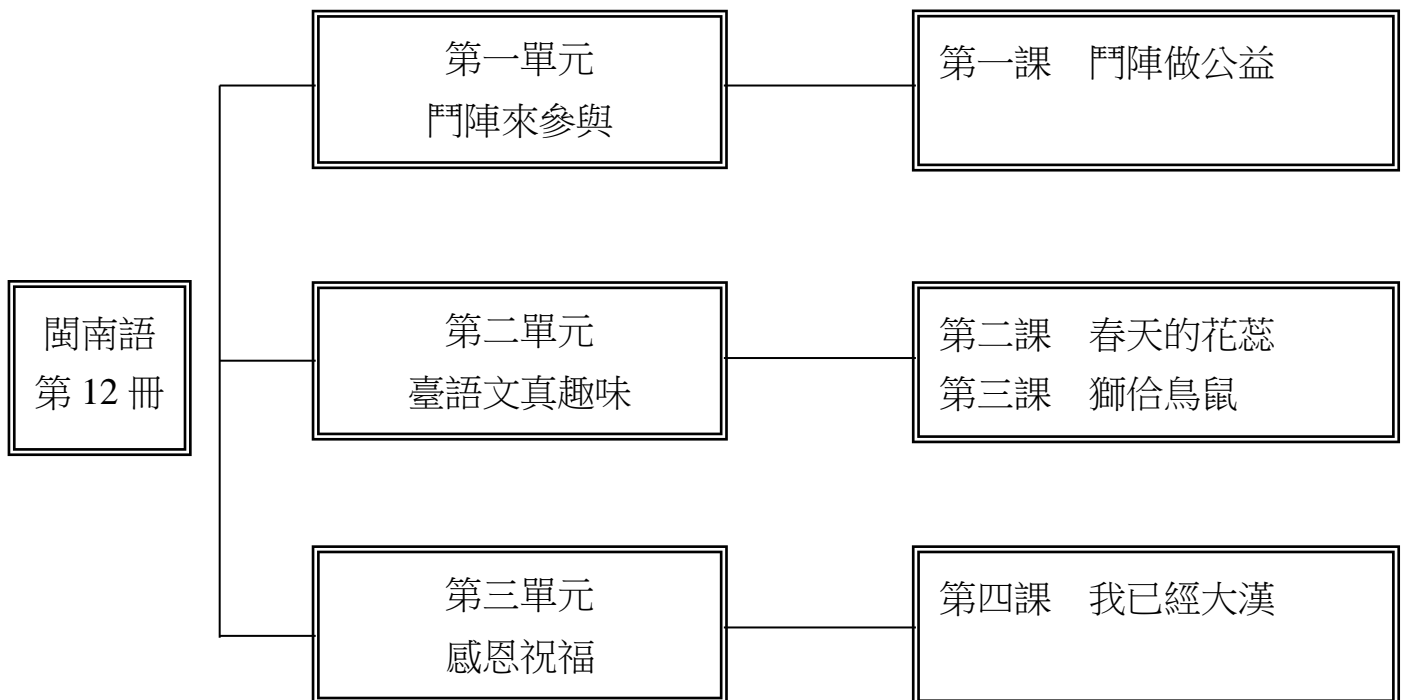 閩南語
第 12 冊
第一單元
鬥陣來參與
第一課　鬥陣做公益
第二單元
臺語文真趣味
第二課　春天的花蕊
第三課　獅佮鳥鼠
第三單元
感恩祝福
第四課　我已經大漢